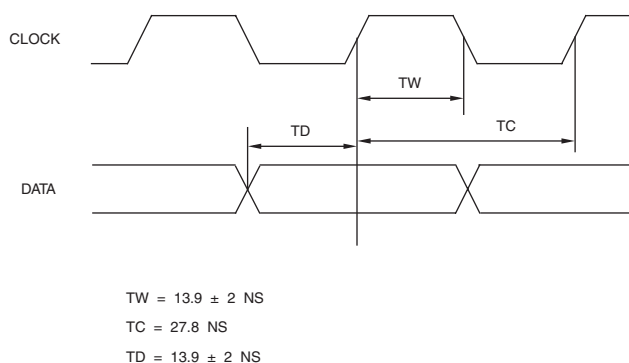 CLOCK
TW
TD
TC
DATA
TW = 13.9 ± 2 NS
TC = 27.8 NS
TD = 13.9 ± 2 NS